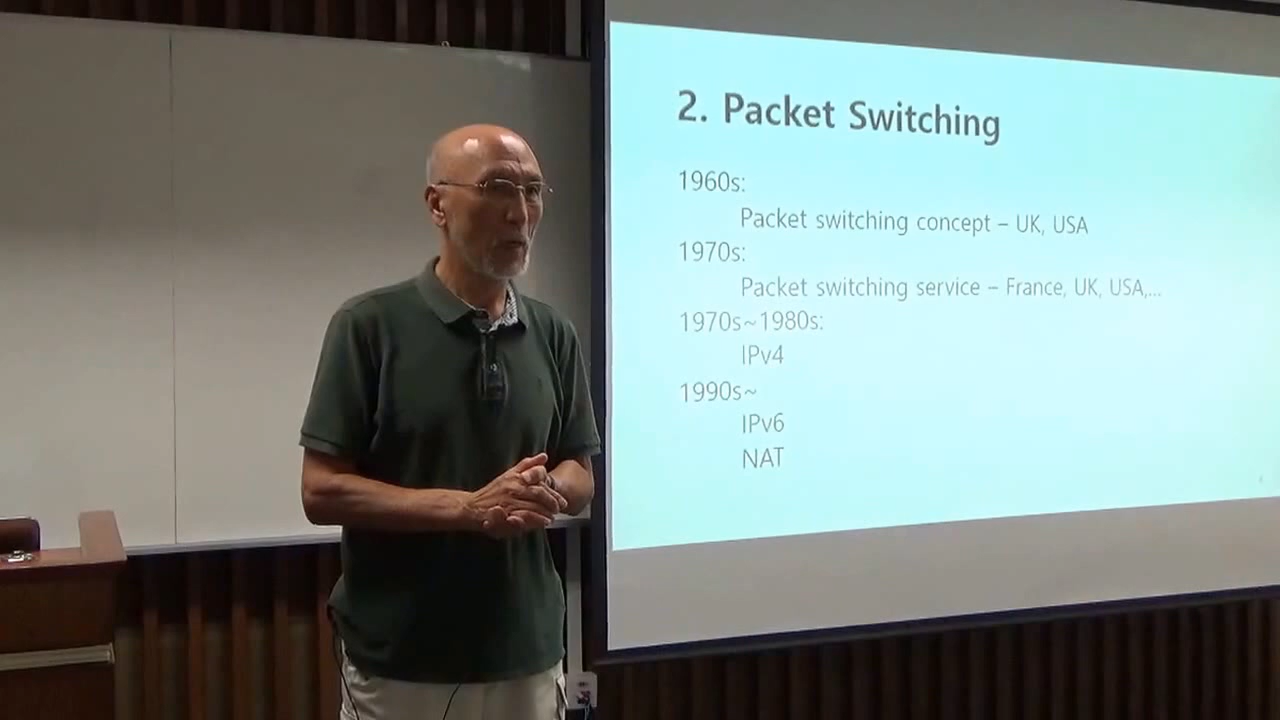 2. Packet Switching
1960s:
Packet switching concept – UK, USA
1970s:
Packet switching service – France, UK, USA,...
1970s~1980s:
IPv4
1990s~
IPv6
NAT